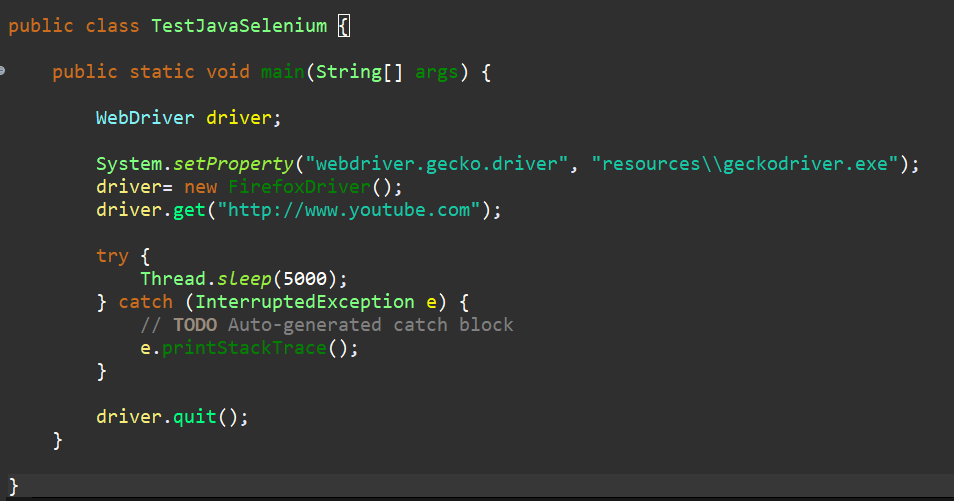 public class TestJavaSelenium {
public static void main(String[] args) {
WebDriver driver;
System.setProperty("webdriver.gecko.driver", "resources\\geckodriver.exe");
driver= new FirefoxDriver();
driver.get("http://www.youtube.com");
try {
Thread.sleep(5000);
} catch (InterruptedException e) {
// TODO Auto-generated catch block
e.printStackTrace();
}
driver.quit();
}
}